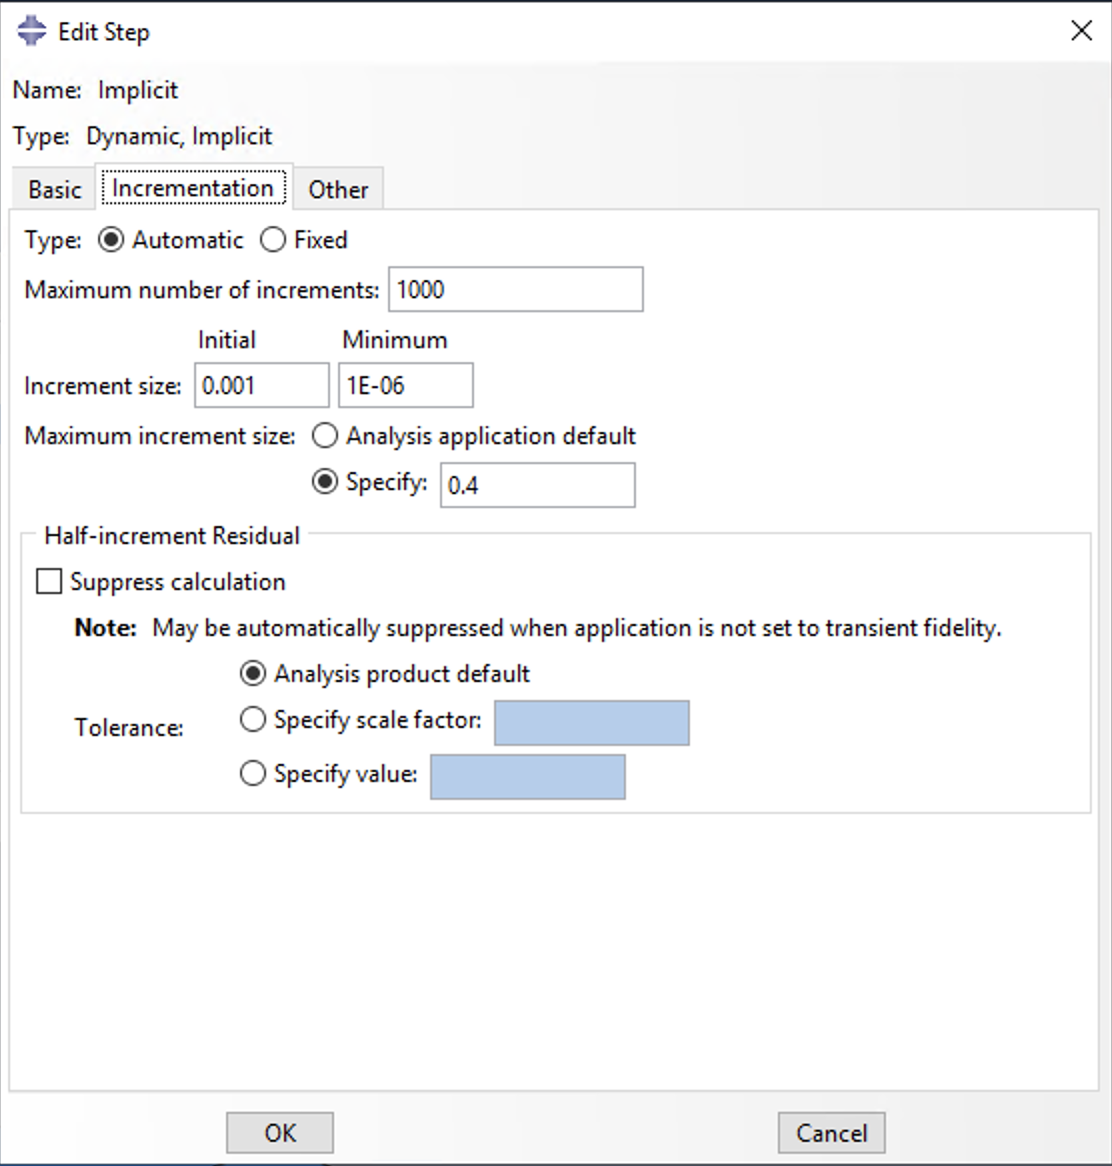 Edit Step
Name: Implicit
Type: Dynamic, Implicit
Basic Incrementation Other
Type: Automatic Fixed
Maximum number of increments: 1000
Initial Minimum
Increment size: 0.001 1E-06
Maximum increment size: Analysis application default
Specify: 0.4
Half-increment Residual
Suppress calculation
Note: May be automatically suppressed when application is not set to transient fidelity.
Analysis product default
Tolerance: Specify scale factor:
Specify value:
OK Cancel